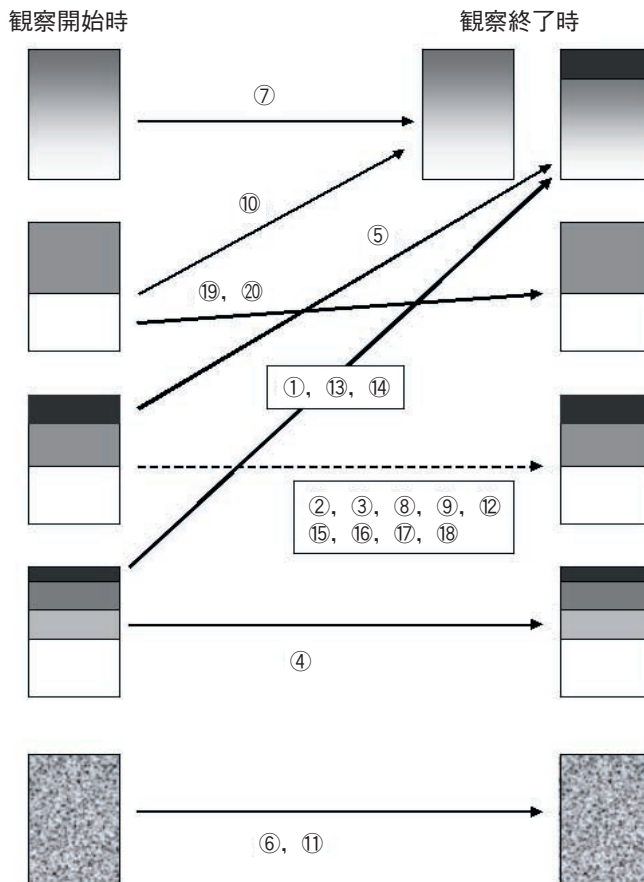 観察開始時
観察終了時
⑦
⑩
⑤
⑲, ⑳
①, ⑬, ⑭
②, ③, ⑧, ⑨, ⑫
⑮, ⑯, ⑰, ⑱
④
⑥, ⑪